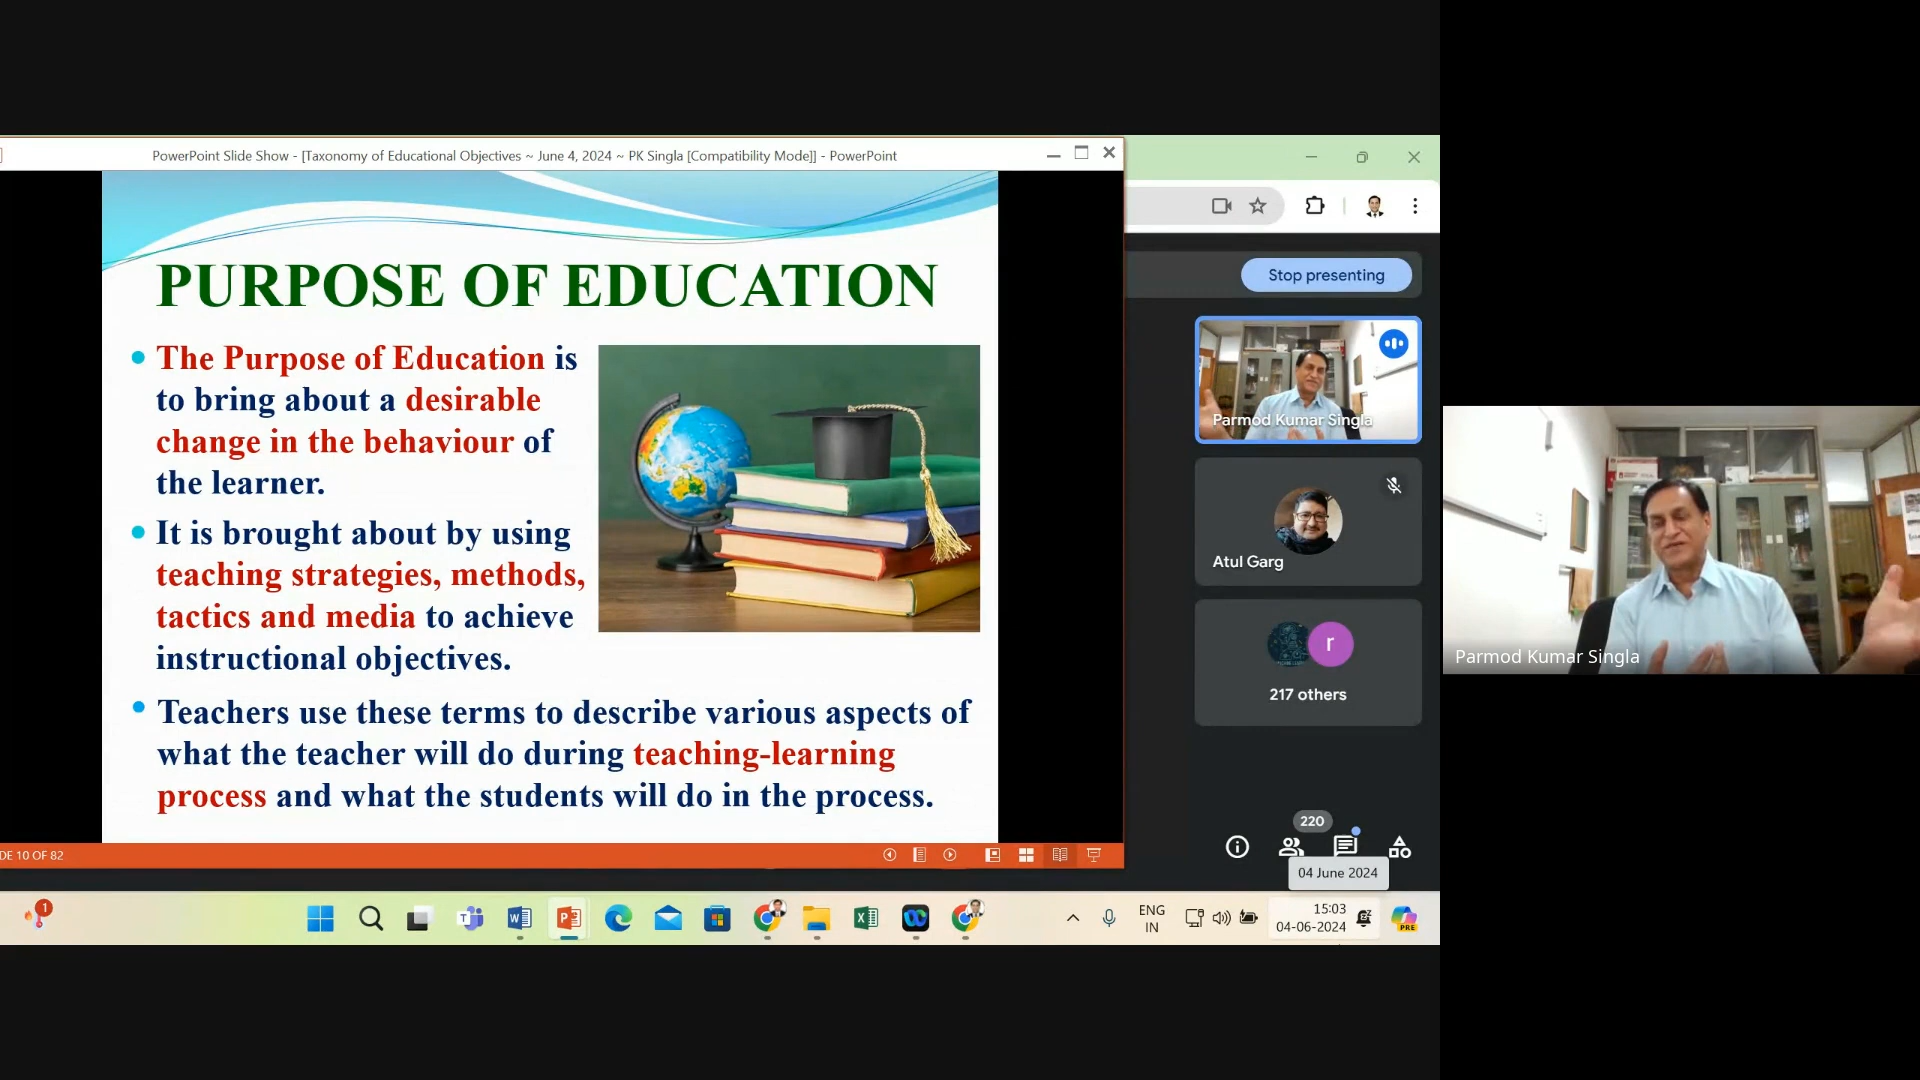 PowerPoint Slide Show - [Taxonomy of Educational Objectives ~ June 4, 2024 ~ PK Singla [Compatibility Mode]] - PowerPoint
PURPOSE OF EDUCATION
• The Purpose of Education is
to bring about a desirable
change in the behaviour of
the learner.
• It is brought about by using
teaching strategies, methods,
tactics and media to achieve
instructional objectives.
• Teachers use these terms to describe various aspects of
what the teacher will do during teaching-learning
process and what the students will do in the process.
DE 10 OF 82
Stop presenting
Parmod Kumar Singla
Atul Garg
r
217 others
220
04 June 2024
Parmod Kumar Singla
1
ENG
IN
15:03
04-06-2024
PRE